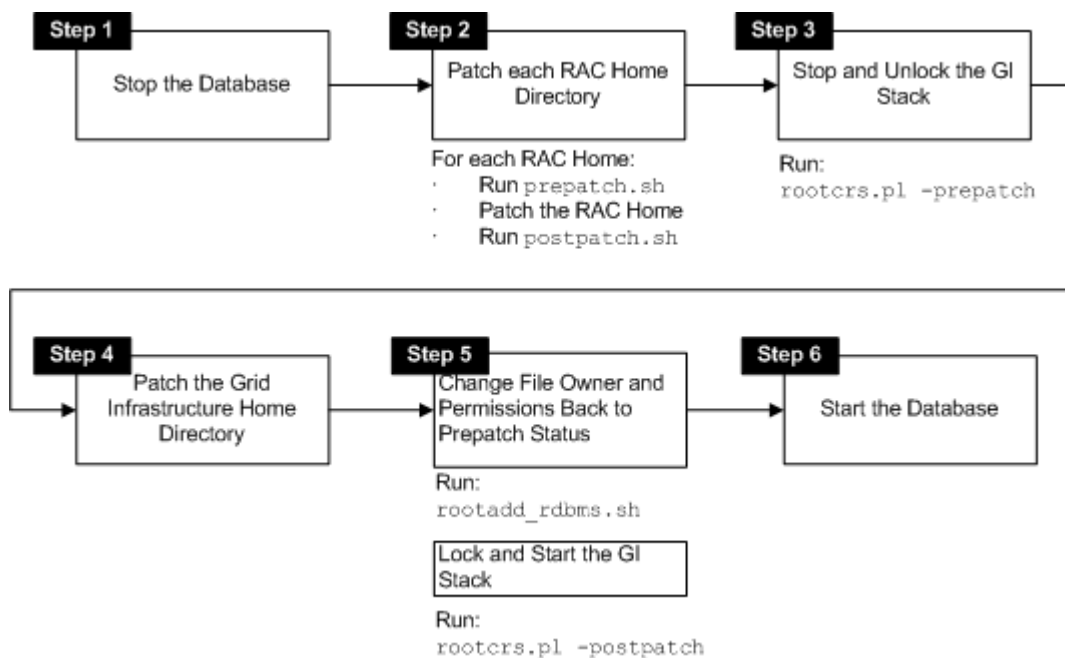 Step 1
Stop the Database
Step 2
Patch each RAC Home
Directory
For each RAC Home:
· Run prepatch.sh
· Patch the RAC Home
· Run postpatch.sh
Step 3
Stop and Unlock the GI
Stack
Run:
rootcrs.pl -prepatch
Step 4
Patch the Grid
Infrastructure Home
Directory
Step 5
Change File Owner and
Permissions Back to
Prepatch Status
Run:
rootadd_rdbms.sh
Lock and Start the GI
Stack
Run:
rootcrs.pl -postpatch
Step 6
Start the Database